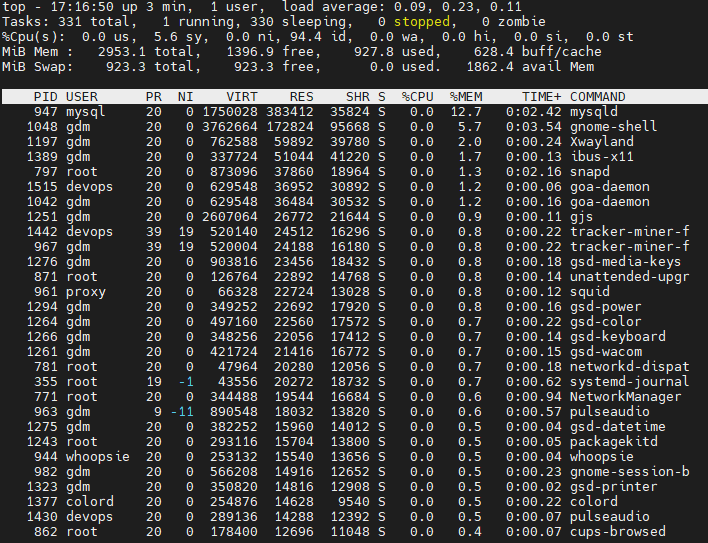 top - 17:16:50 up 3 min,  1 user,  load average: 0.09, 0.23, 0.11
Tasks: 331 total,   1 running, 330 sleeping,   0 stopped,   0 zombie
%Cpu(s):  0.0 us,  5.6 sy,  0.0 ni, 94.4 id,  0.0 wa,  0.0 hi,  0.0 si,  0.0 st
MiB Mem :   2953.1 total,   1396.9 free,    927.8 used,    628.4 buff/cache
MiB Swap:    923.3 total,    923.3 free,      0.0 used.   1862.4 avail Mem
PID USER      PR  NI    VIRT    RES    SHR S  %CPU  %MEM     TIME+ COMMAND
947 mysql     20   0 1750028 383412  35824 S   0.0  12.7   0:02.42 mysqld
1048 gdm       20   0 3762664 172824  95668 S   0.0   5.7   0:03.54 gnome-shell
1197 gdm       20   0  762588  59892  39780 S   0.0   2.0   0:00.24 Xwayland
1389 gdm       20   0  337724  51044  41220 S   0.0   1.7   0:00.13 ibus-x11
797 root      20   0  873096  37860  18964 S   0.0   1.3   0:02.16 snapd
1515 devops    20   0  629548  36952  30892 S   0.0   1.2   0:00.06 goa-daemon
1042 gdm       20   0  629548  36484  30532 S   0.0   1.2   0:00.16 goa-daemon
1251 gdm       20   0 2607064  26772  21644 S   0.0   0.9   0:00.11 gjs
1442 devops    39  19  520140  24512  16296 S   0.0   0.8   0:00.22 tracker-miner-f
967 gdm       39  19  520004  24188  16180 S   0.0   0.8   0:00.22 tracker-miner-f
1276 gdm       20   0  903816  23456  18432 S   0.0   0.8   0:00.18 gsd-media-keys
871 root      20   0  126764  22892  14768 S   0.0   0.8   0:00.14 unattended-upgr
961 proxy     20   0   66328  22724  13028 S   0.0   0.8   0:00.12 squid
1294 gdm       20   0  349252  22692  17920 S   0.0   0.8   0:00.16 gsd-power
1264 gdm       20   0  497160  22560  17572 S   0.0   0.7   0:00.22 gsd-color
1266 gdm       20   0  348256  22056  17412 S   0.0   0.7   0:00.14 gsd-keyboard
1261 gdm       20   0  421724  21416  16772 S   0.0   0.7   0:00.15 gsd-wacom
781 root      20   0   47964  20280  12056 S   0.0   0.7   0:00.18 networkd-dispat
355 root      19  -1   43556  20272  18732 S   0.0   0.7   0:00.62 systemd-journal
771 root      20   0  344488  19544  16684 S   0.0   0.6   0:00.94 NetworkManager
963 gdm        9 -11  890548  18032  13820 S   0.0   0.6   0:00.57 pulseaudio
1275 gdm       20   0  382252  15960  14012 S   0.0   0.5   0:00.04 gsd-datetime
1243 root      20   0  293116  15704  13800 S   0.0   0.5   0:00.05 packagekitd
944 whoopsie  20   0  253132  15540  13656 S   0.0   0.5   0:00.04 whoopsie
982 gdm       20   0  566208  14916  12652 S   0.0   0.5   0:00.23 gnome-session-b
1323 gdm       20   0  350820  14816  12908 S   0.0   0.5   0:00.02 gsd-printer
1377 colord    20   0  254876  14628   9540 S   0.0   0.5   0:00.22 colord
1430 devops    20   0  289136  14288  12392 S   0.0   0.5   0:00.07 pulseaudio
862 root      20   0  178400  12696  11048 S   0.0   0.4   0:00.07 cups-browsed